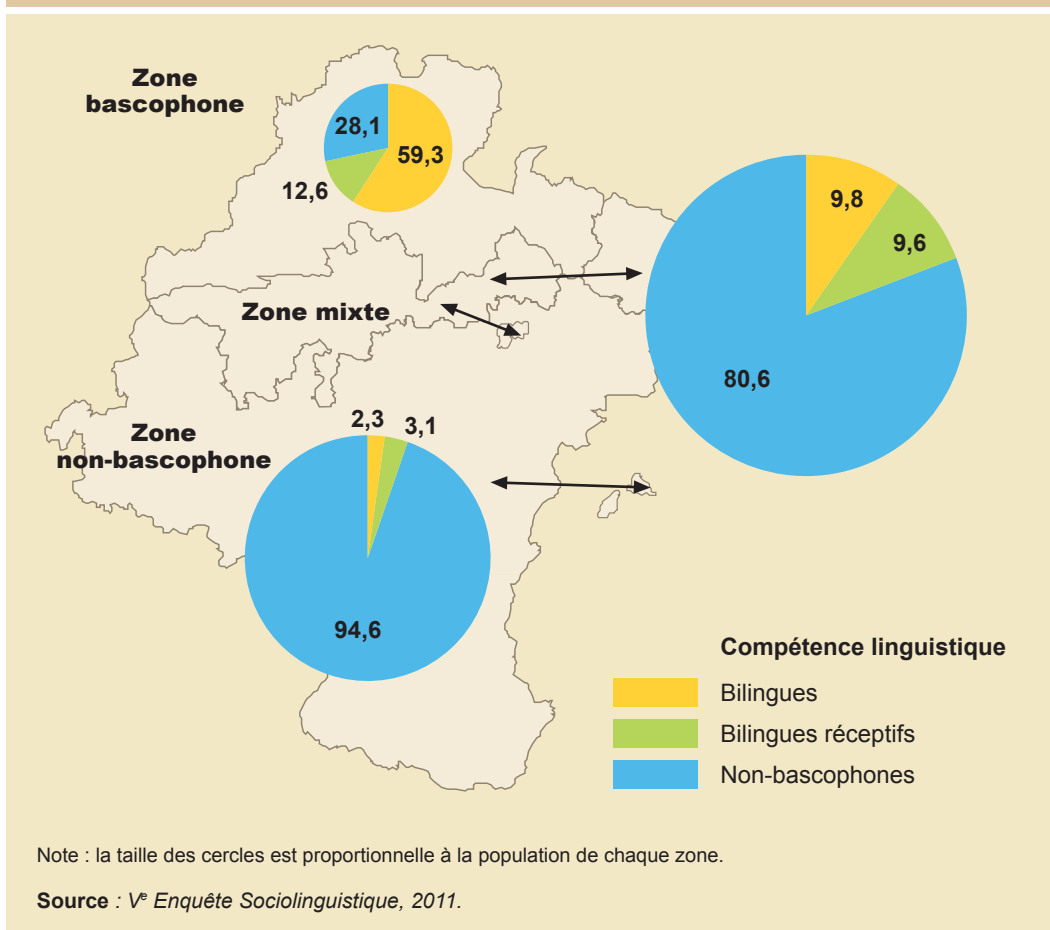 Zone
bascophone
28,1
59,3
12,6
9,8
9,6
80,6
Zone mixte
Zone
non-bascophone
2,3
3,1
94,6
Compétence linguistique
Bilingues
Bilingues réceptifs
Non-bascophones
Note : la taille des cercles est proportionnelle à la population de chaque zone.
Source : Ve Enquête Sociolinguistique, 2011.